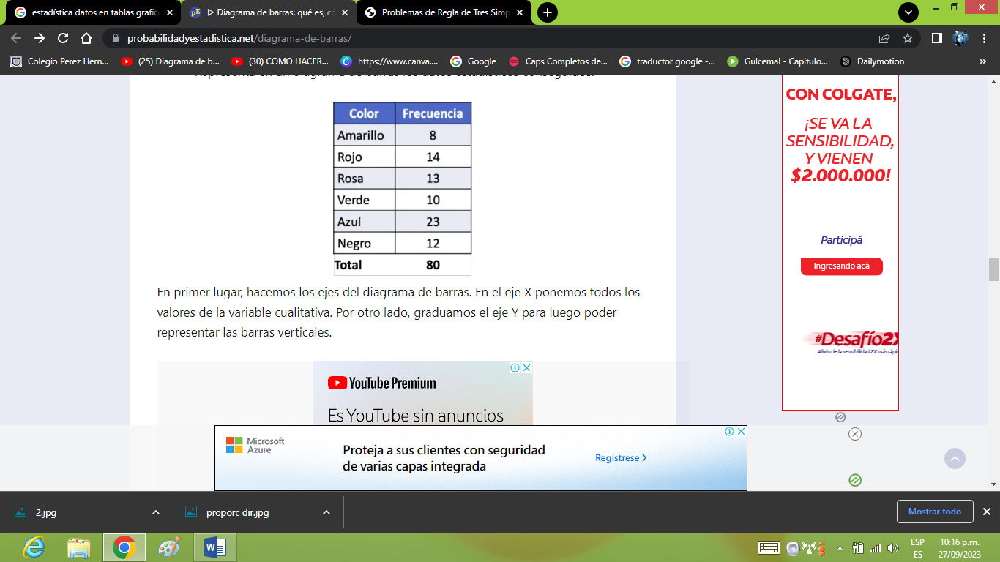 estadística datos en tablas grafico
▷ Diagrama de barras: qué es, có
Problemas de Regla de Tres Simp
probabilidadyestadistica.net/diagrama-de-barras/
Colegio Perez Hern...
(25) Diagrama de b...
(30) COMO HACER...
https://www.canva....
Google
Caps Completos de...
traductor google -...
Gulcemal - Capitulo...
Dailymotion
»
Color Frecuencia
Amarillo 8
Rojo 14
Rosa 13
Verde 10
Azul 23
Negro 12
Total 80
En primer lugar, hacemos los ejes del diagrama de barras. En el eje X ponemos todos los
valores de la variable cualitativa. Por otro lado, graduamos el eje Y para luego poder
representar las barras verticales.
CON COLGATE,
¡SE VA LA
SENSIBILIDAD,
Y VIENEN
$2.000.000!
Participá
Ingresando acá
#Desafío2X
Alivio de la sensibilidad 2X más rápid
YouTube Premium
Es YouTube sin anuncios
Microsoft
Azure
Proteja a sus clientes con seguridad
de varias capas integrada
Regístrese >
2.jpg
proporc dir.jpg
Mostrar todo
ESP
ES
10:16 p.m.
27/09/2023